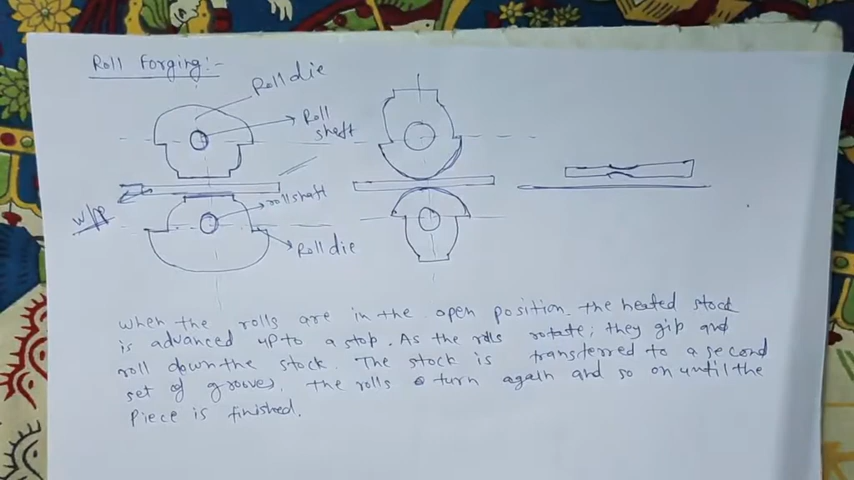 Roll Forging:-
Roll die
Roll
shaft
w/p
rollshaft
Roll die
When the rolls are in the open position. the heated stock
is advanced upto a stop. As the rolls rotate; they gip and
roll down the stock. The stock is transferred to a second
set of grooves. the rolls turn again and so on until the
Piece is finished.